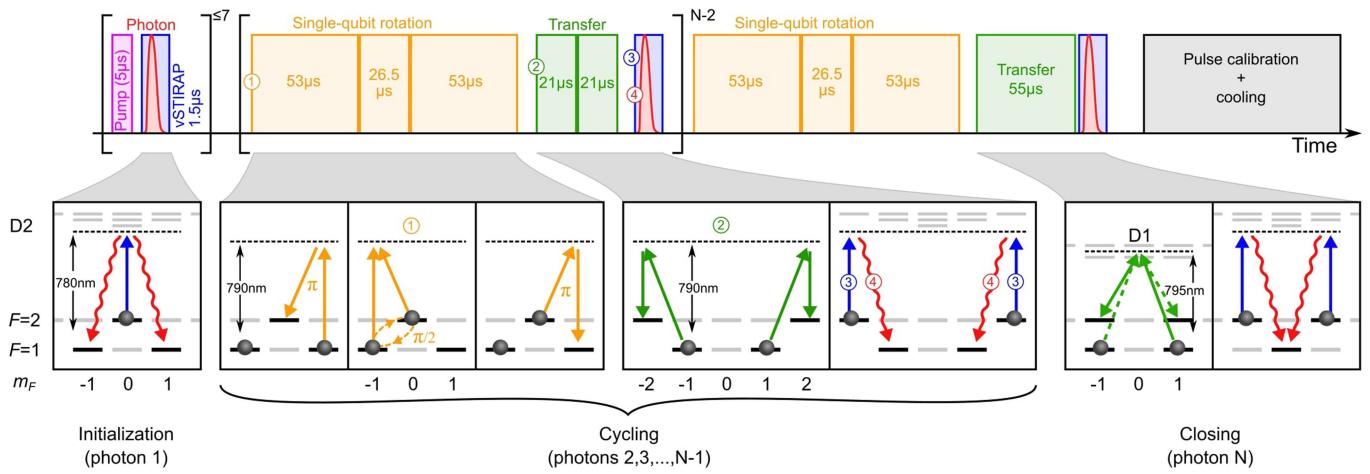 Photon
≤7
Pump (5µs)
vSTIRAP
1.5µs
Single-qubit rotation
1
53µs
26.5
µs
53µs
Transfer
2
21µs
21µs
3
4
N-2
Single-qubit rotation
53µs
26.5
µs
53µs
Transfer
55µs
Pulse calibration
+
cooling
Time
D2
780nm
F=2
F=1
mF
-1 0 1
790nm
π
1
π/2
-1 0 1
π
2
790nm
-2 -1 0 1 2
3
4
4
3
D1
795nm
-1 0 1
Initialization
(photon 1)
Cycling
(photons 2,3,...,N-1)
Closing
(photon N)